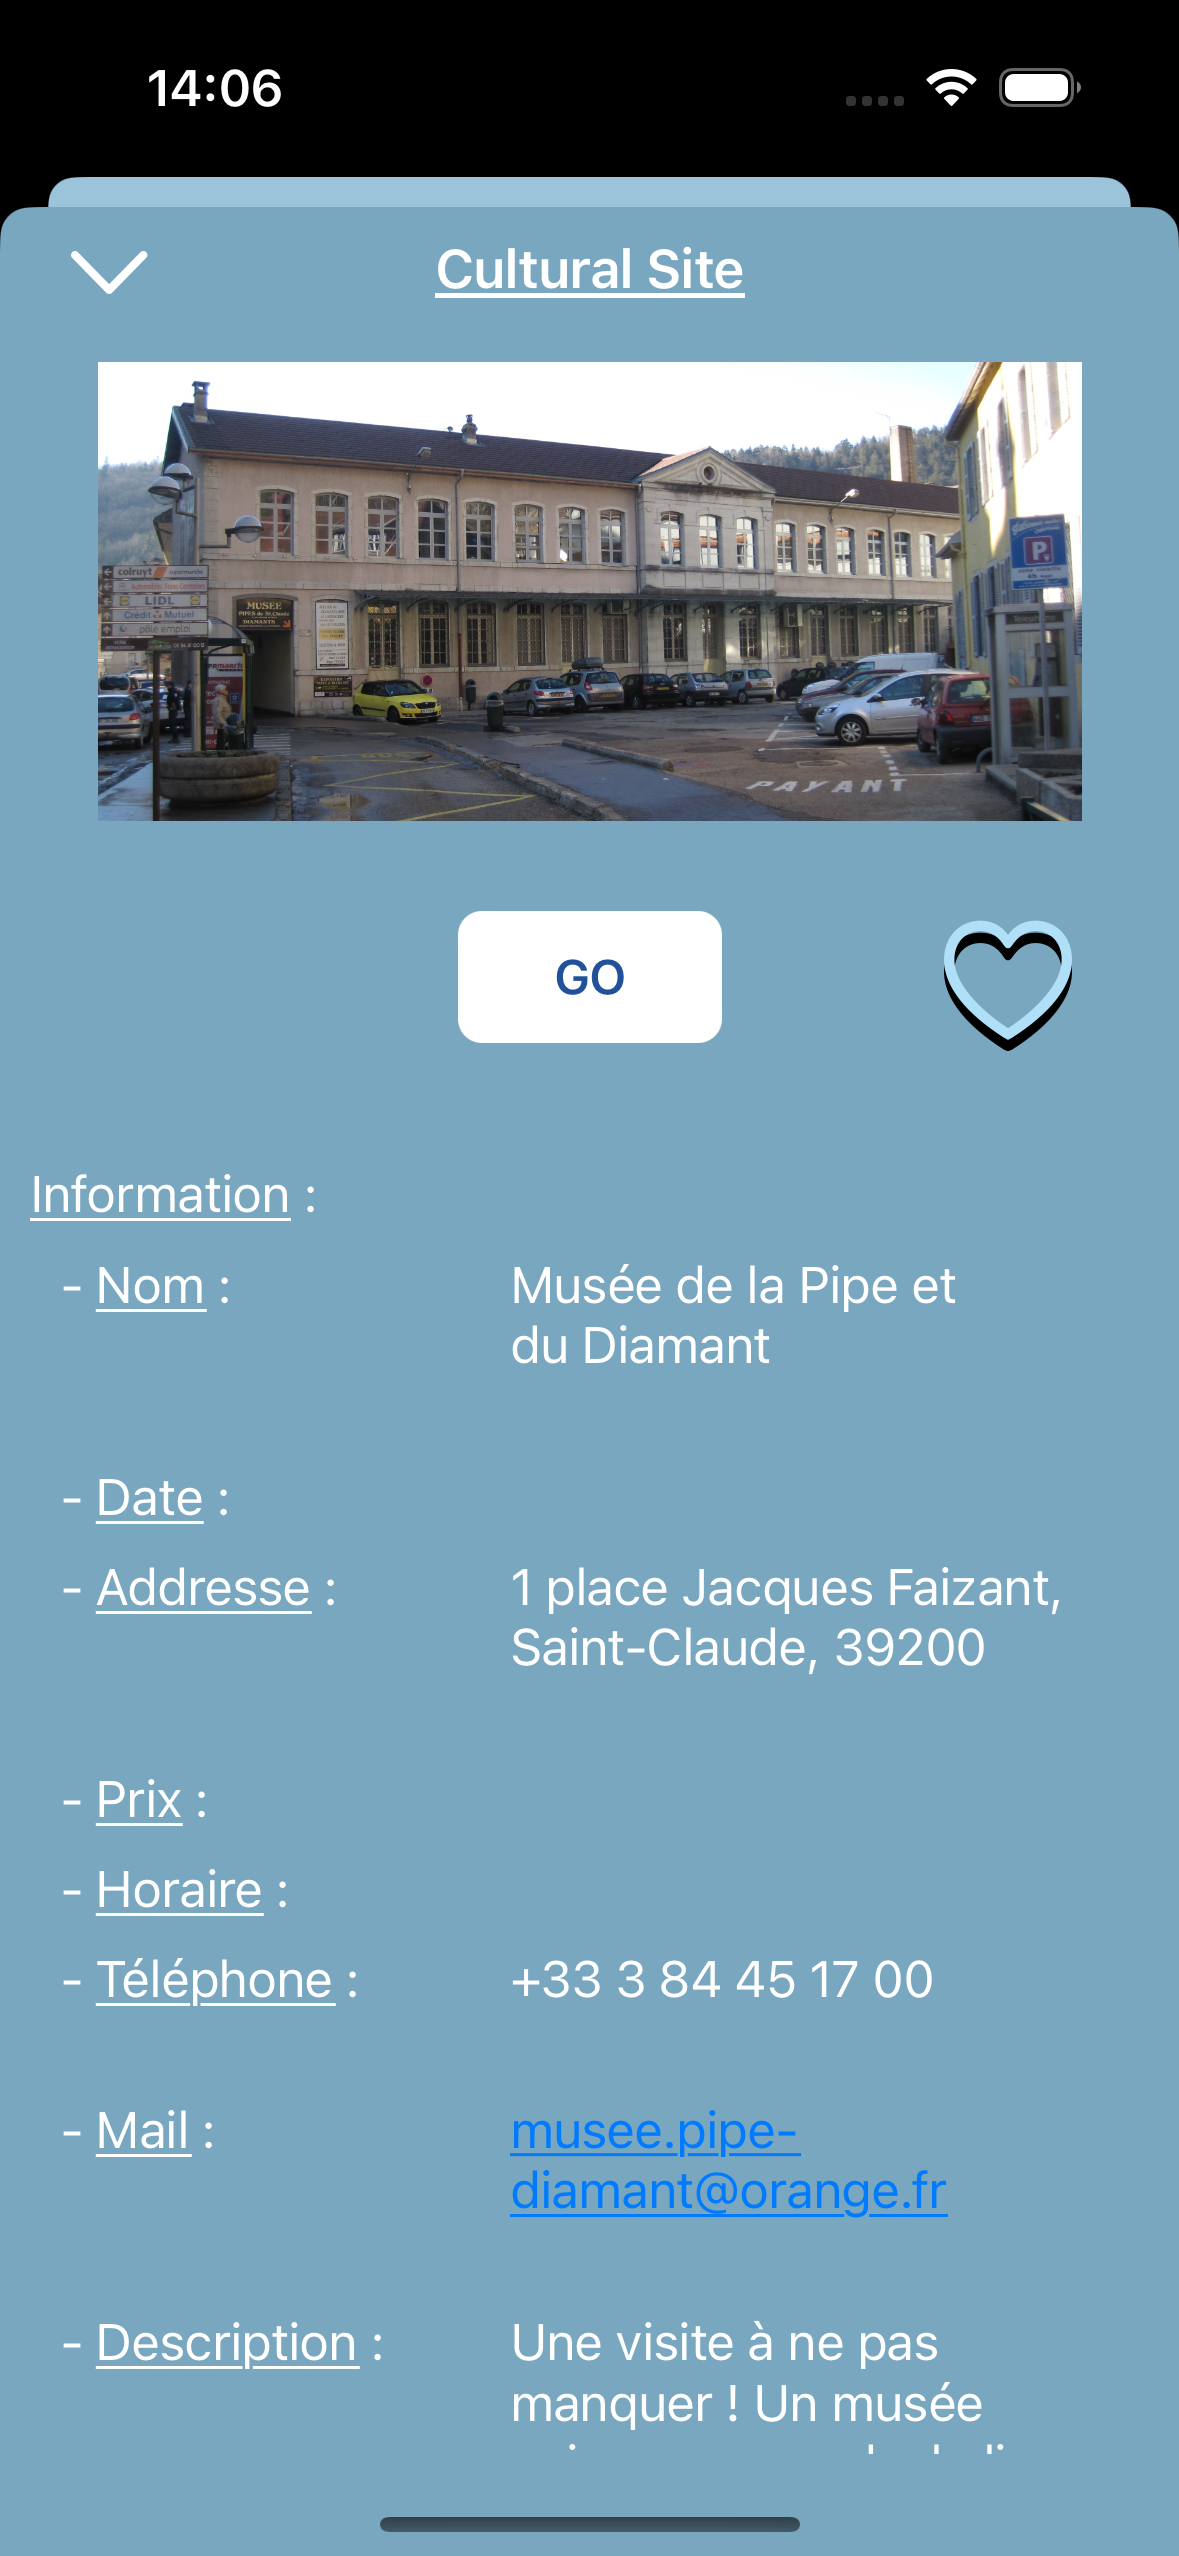 14:06
Cultural Site
colruyt
LIDL
Crédit Mutuel
pôle emploi
MUSEE
PIPES de St.Claude
DIAMANTS
P
PAYANT
GO
Information :
- Nom : Musée de la Pipe et
du Diamant
- Date :
- Addresse : 1 place Jacques Faizant,
Saint-Claude, 39200
- Prix :
- Horaire :
- Téléphone : +33 3 84 45 17 00
- Mail : musee.pipe-
diamant@orange.fr
- Description : Une visite à ne pas
manquer ! Un musée